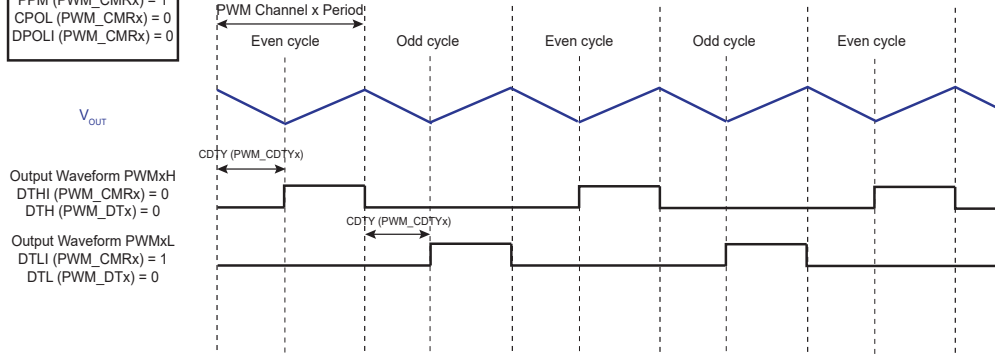 PPM (PWM_CMRx) = 1
CPOL (PWM_CMRx) = 0
DPOLI (PWM_CMRx) = 0
PWM Channel x Period
Even cycle
Odd cycle
Even cycle
Odd cycle
Even cycle
VOUT
CDTY (PWM_CDTYx)
Output Waveform PWMxH
DTHI (PWM_CMRx) = 0
DTH (PWM_DTx) = 0
CDTY (PWM_CDTYx)
Output Waveform PWMxL
DTLI (PWM_CMRx) = 1
DTL (PWM_DTx) = 0